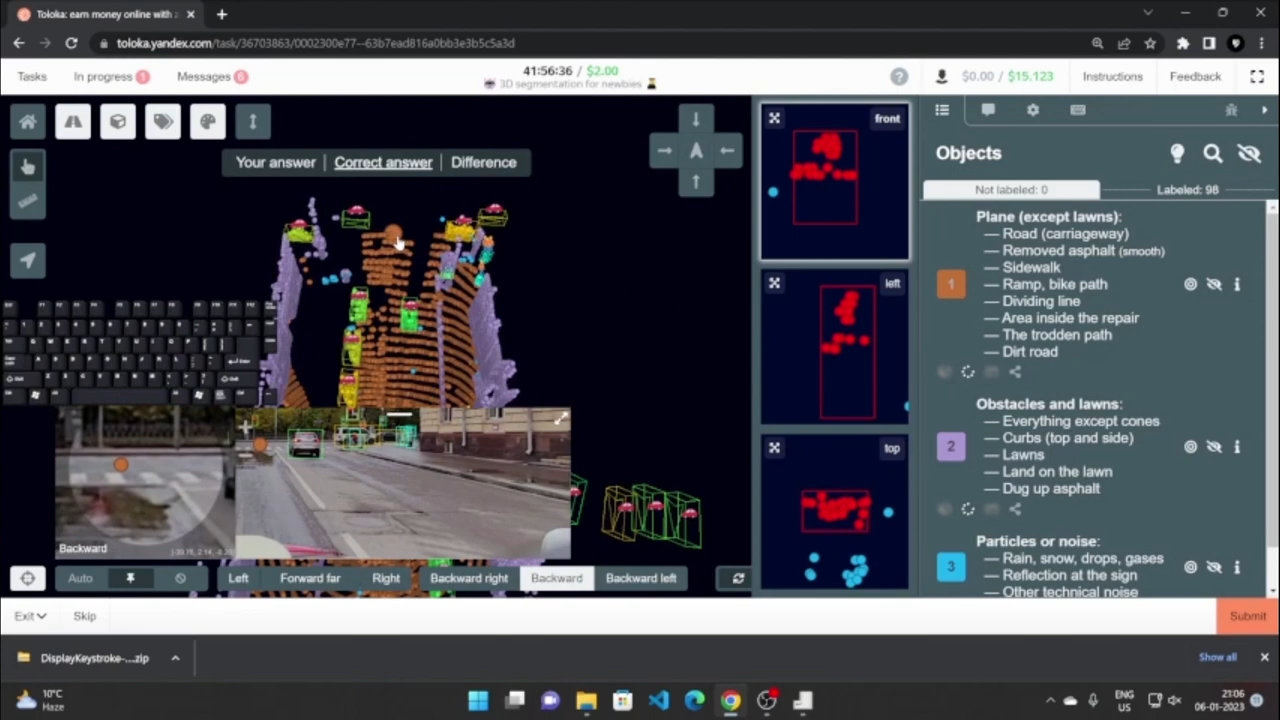 Toloka: earn money online with
toloka.yandex.com/task/36703863/0002300e77--63b7ead816a0bb3e3b5c5a3d
Tasks
In progress 1
Messages 6
41:56:36 / $2.00
3D segmentation for newbies
$0.00 / $15.123
Instructions
Feedback
Your answer | Correct answer | Difference
front
left
top
Objects
Not labeled: 0
Labeled: 98
1
Plane (except lawns):
— Road (carriageway)
— Removed asphalt (smooth)
— Sidewalk
— Ramp, bike path
— Dividing line
— Area inside the repair
— The trodden path
— Dirt road
2
Obstacles and lawns:
— Everything except cones
— Curbs (top and side)
— Lawns
— Land on the lawn
— Dug up asphalt
3
Particles or noise:
— Rain, snow, drops, gases
— Reflection at the sign
— Other technical noise
Backward
Auto
Left
Forward far
Right
Backward right
Backward
Backward left
Exit
Skip
Submit
DisplayKeystroke-....zip
Show all
10°C
Haze
ENG
US
21:06
06-01-2023